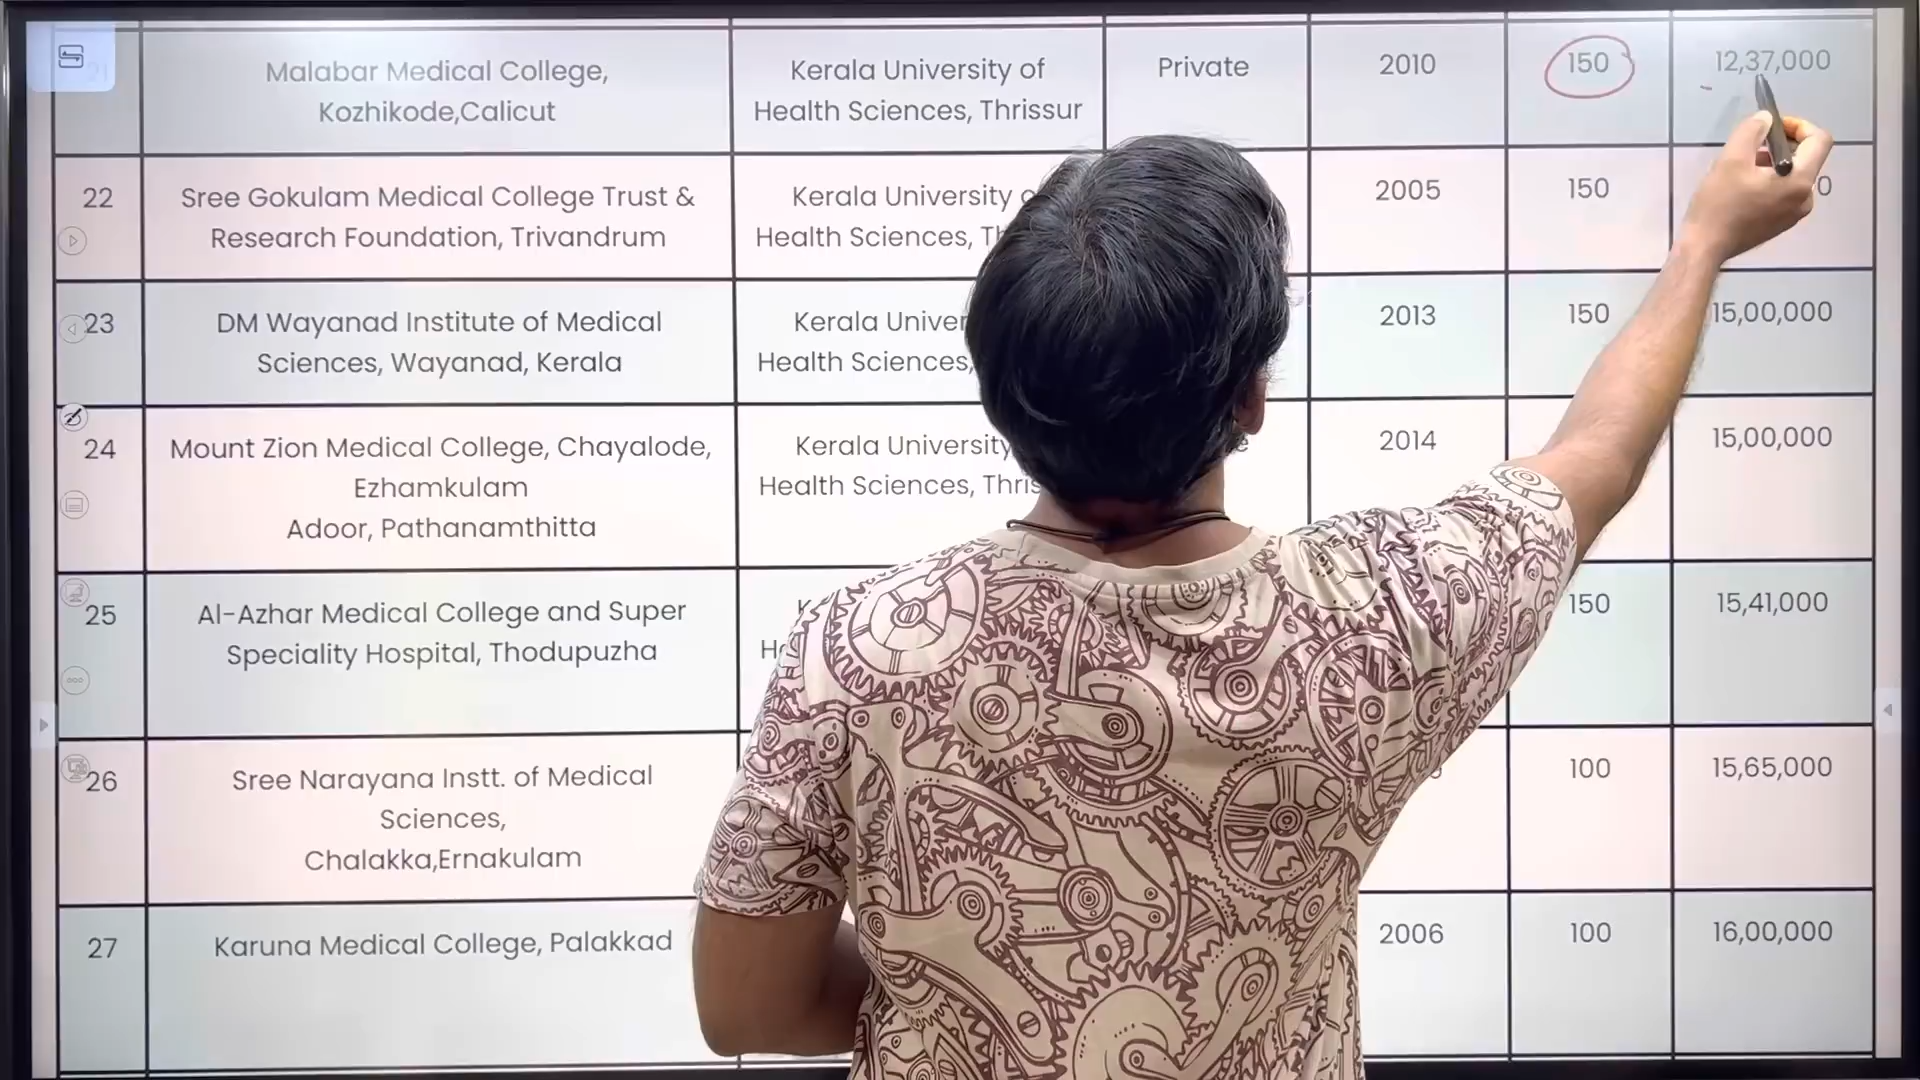 21
Malabar Medical College,
Kozhikode,Calicut
Kerala University of
Health Sciences, Thrissur
Private
2010
150
12,37,000
22
Sree Gokulam Medical College Trust &
Research Foundation, Trivandrum
Kerala University
Health Sciences,
2005
150
23
DM Wayanad Institute of Medical
Sciences, Wayanad, Kerala
Kerala
Health Sciences,
2013
150
15,00,000
24
Mount Zion Medical College, Chayalode,
Ezhamkulam
Adoor, Pathanamthitta
Kerala University
Health Sciences,
2014
15,00,000
25
Al-Azhar Medical College and Super
Speciality Hospital, Thodupuzha
150
15,41,000
26
Sree Narayana Instt. of Medical
Sciences,
Chalakka,Ernakulam
100
15,65,000
27
Karuna Medical College, Palakkad
2006
100
16,00,000